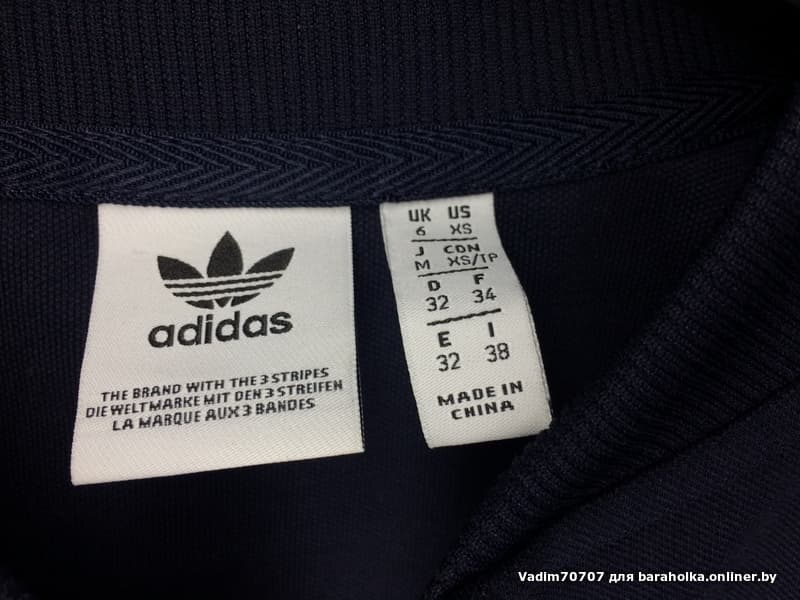 adidas
THE BRAND WITH THE 3 STRIPES
DIE WELTMARKE MIT DEN 3 STREIFEN
LA MARQUE AUX 3 BANDES
UK US
6 XS
J CDN
M XS/TP
D F
32 34
E I
32 38
MADE IN
CHINA
Vadim70707 для baraholka.onliner.by